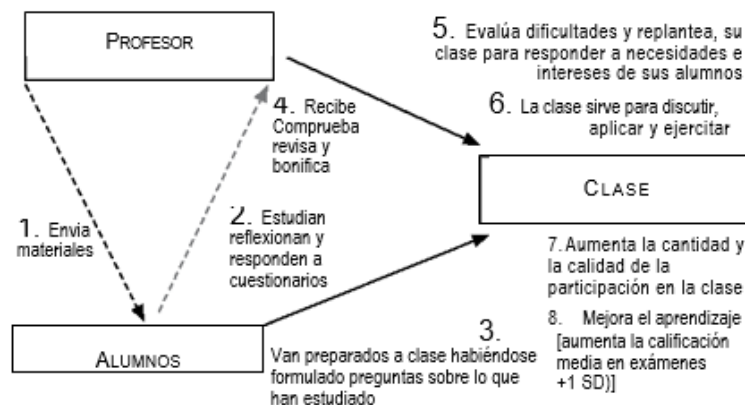 PROFESOR
5. Evalúa dificultades y replantea, su
clase para responder a necesidades e
intereses de sus alumnos
4. Recibe
Comprueba
revisa y
bonifica
6. La clase sirve para discutir,
aplicar y ejercitar
CLASE
1. Envia
materiales
2. Estudian
reflexionan y
responden a
cuestionarios
7. Aumenta la cantidad y
la calidad de la
participación en la clase
ALUMNOS
3.
Van preparados a clase habiéndose
formulado preguntas sobre lo que
han estudiado
8. Mejora el aprendizaje
[aumenta la calificación
media en exámenes
+1 SD)]